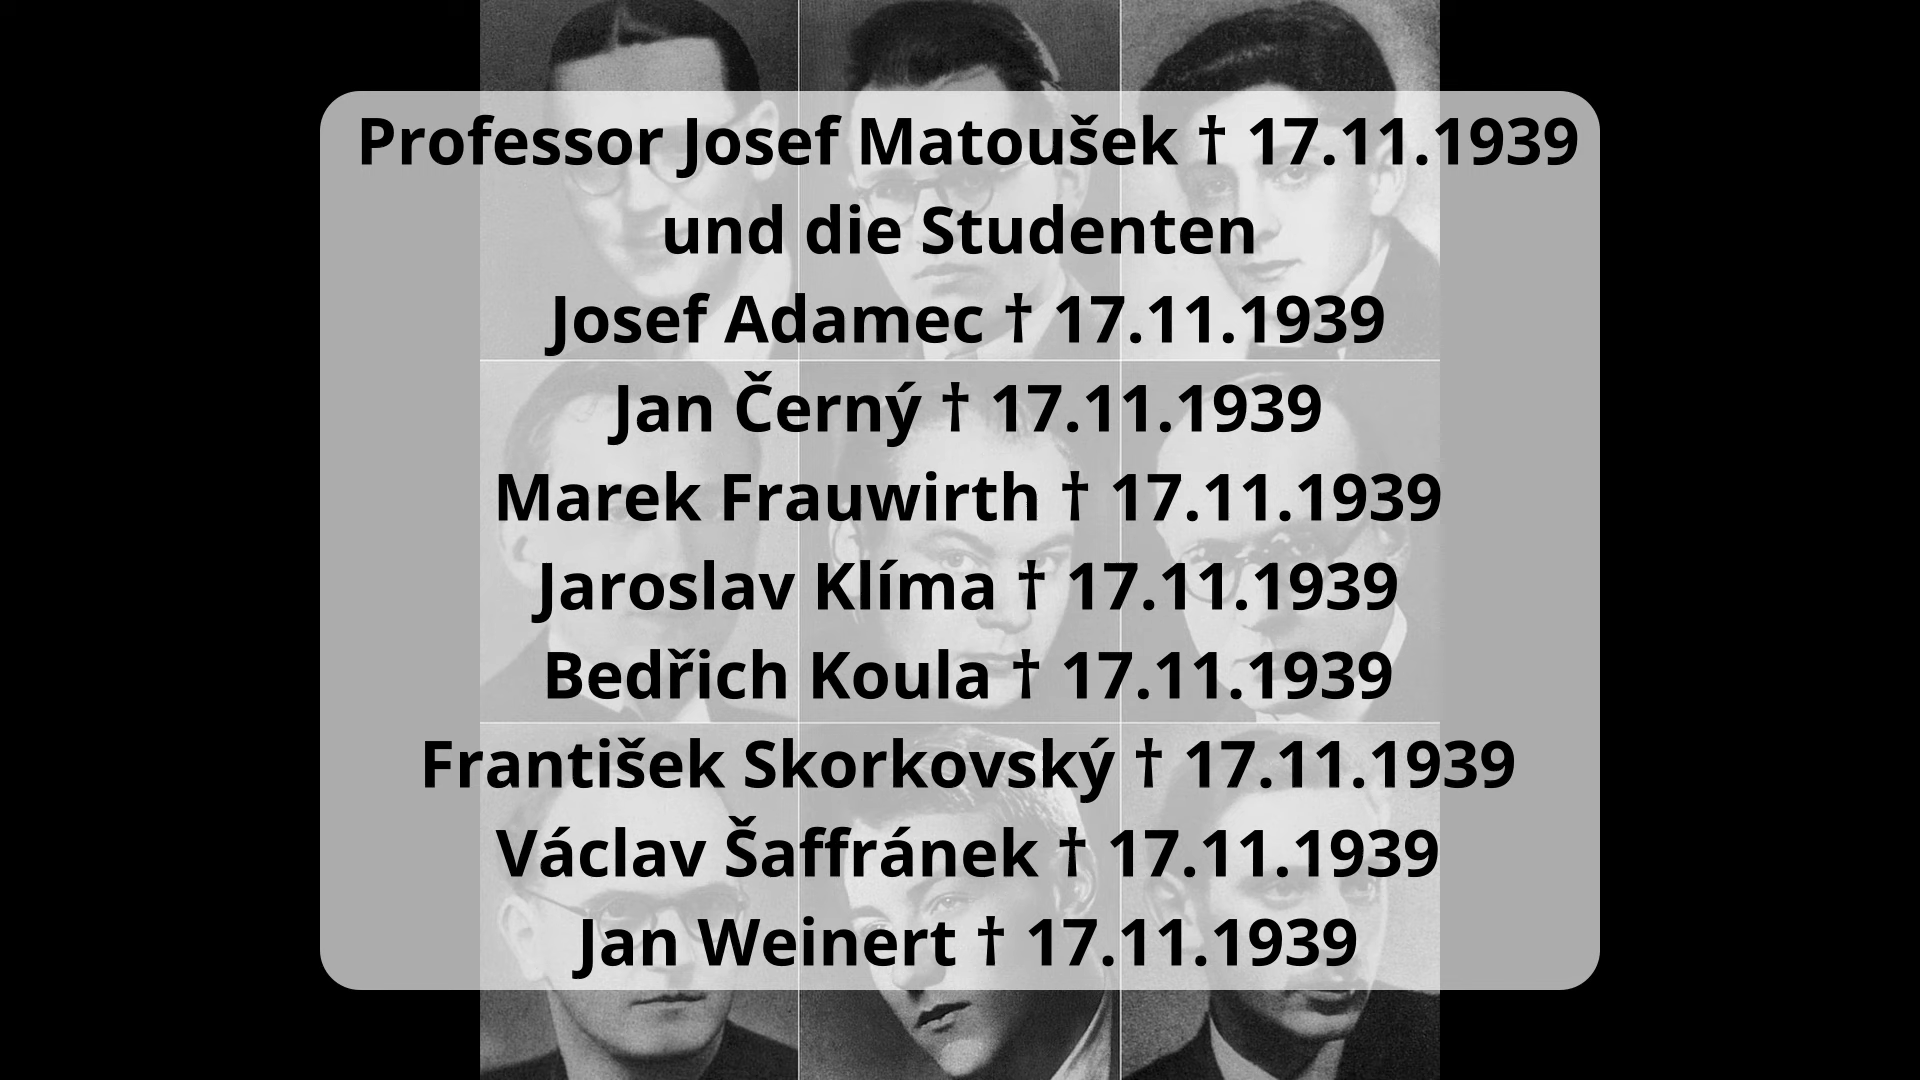 Professor Josef Matoušek † 17.11.1939
und die Studenten
Josef Adamec † 17.11.1939
Jan Černý † 17.11.1939
Marek Frauwirth † 17.11.1939
Jaroslav Klíma † 17.11.1939
Bedřich Koula † 17.11.1939
František Skorkovský † 17.11.1939
Václav Šaffránek † 17.11.1939
Jan Weinert † 17.11.1939